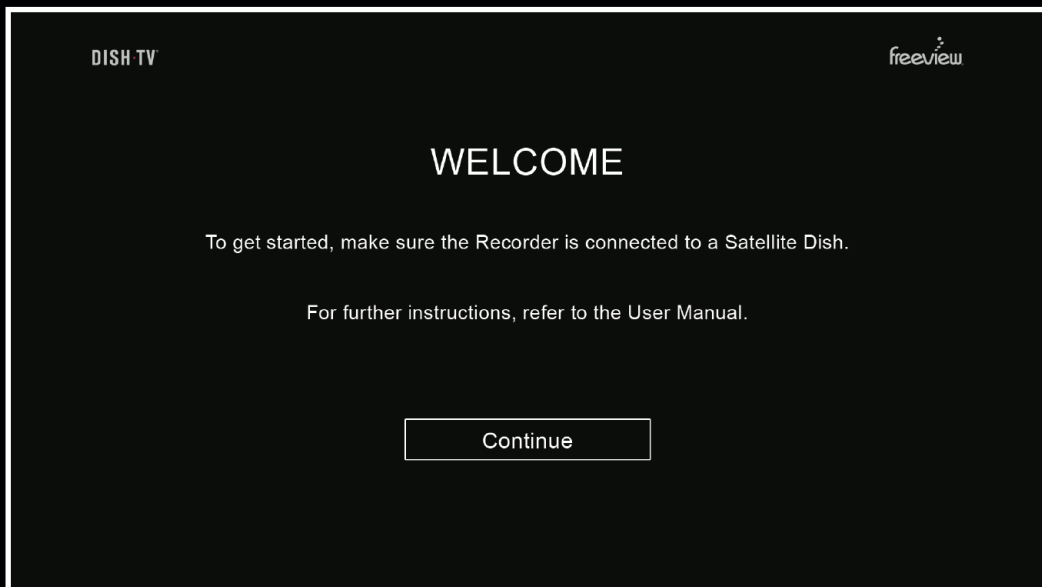 DISH TV
freeview
WELCOME
To get started, make sure the Recorder is connected to a Satellite Dish.
For further instructions, refer to the User Manual.
Continue